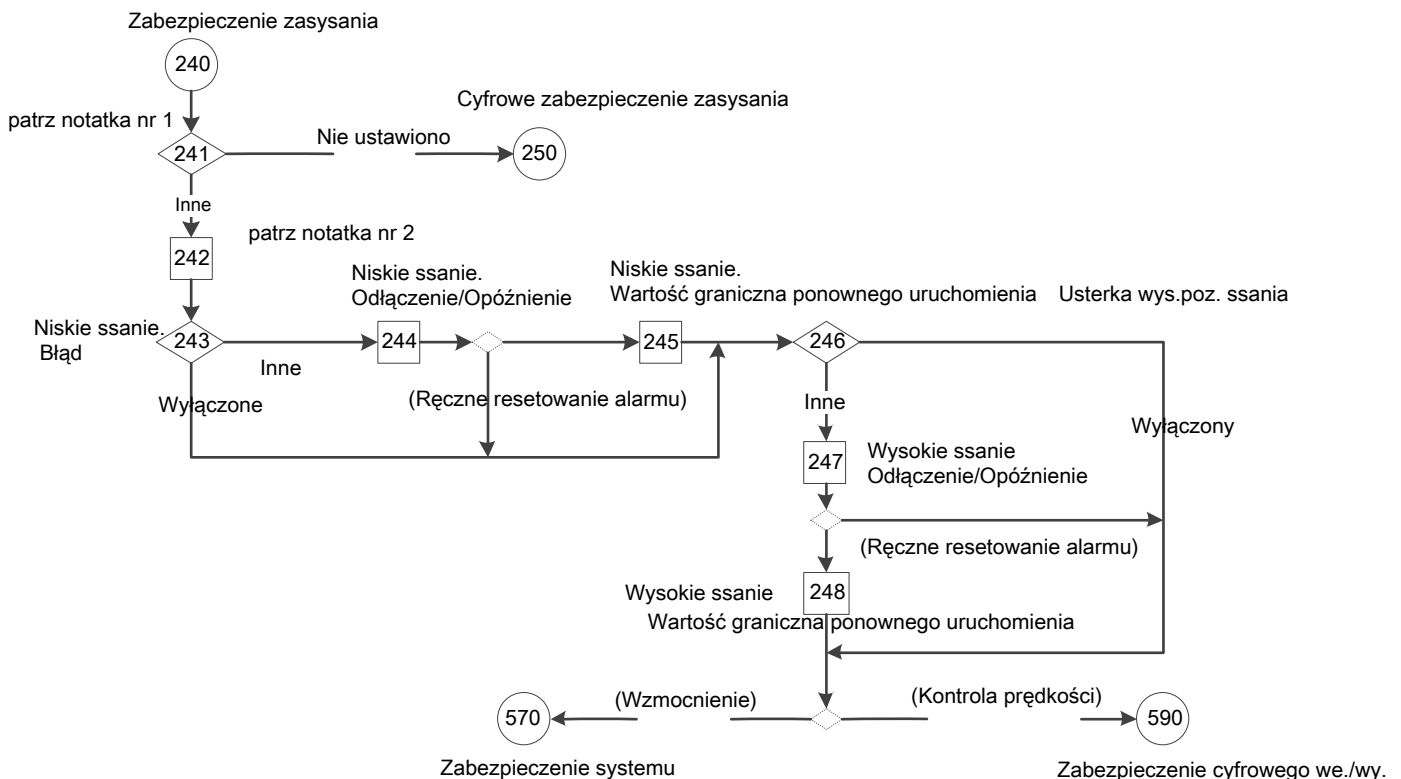 Zabezpieczenie zasysania
240
Cyfrowe zabezpieczenie zasysania
patrz notatka nr 1
Nie ustawiono
241
250
Inne
patrz notatka nr 2
242
Niskie ssanie.
Odłączenie/Opóźnienie
Niskie ssanie.
Wartość graniczna ponownego uruchomienia
Usterka wys.poz. ssania
Niskie ssanie.
Błąd
243
244
245
246
Inne
Wyłączone
(Ręczne resetowanie alarmu)
Inne
Wyłączony
247
Wysokie ssanie
Odłączenie/Opóźnienie
(Ręczne resetowanie alarmu)
Wysokie ssanie
248
Wartość graniczna ponownego uruchomienia
(Wzmocnienie)
(Kontrola prędkości)
570
590
Zabezpieczenie systemu
Zabezpieczenie cyfrowego we./wy.